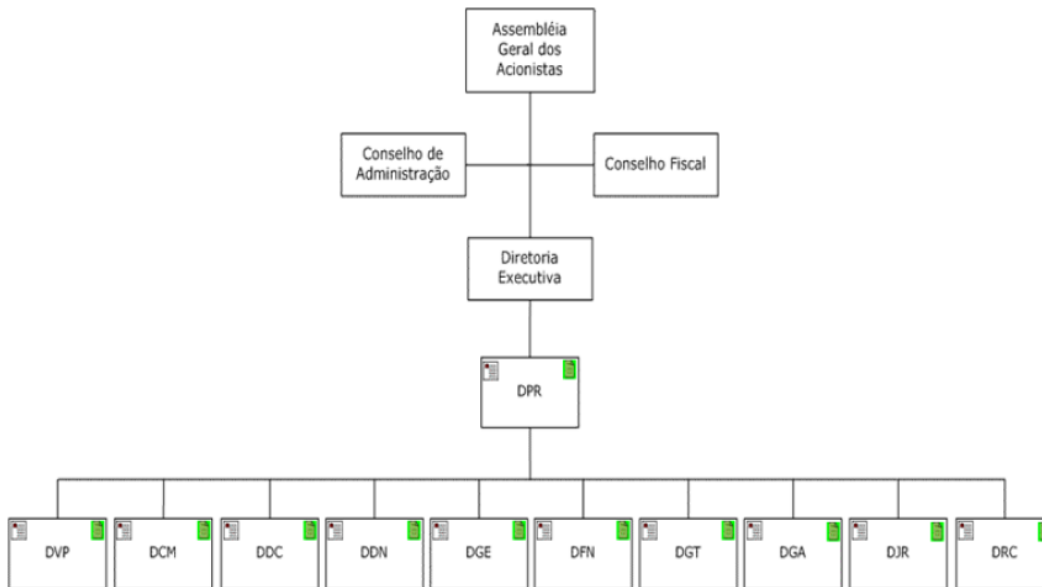 Assembléia
Geral dos
Acionistas
Conselho de
Administração
Conselho Fiscal
Diretoria
Executiva
DPR
DVP
DCM
DDC
DDN
DGE
DFN
DGT
DGA
DJR
DRC